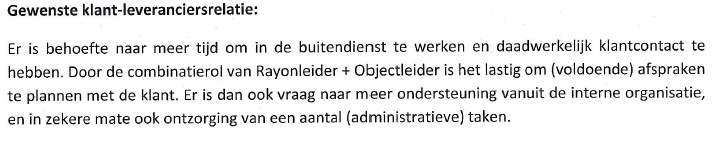 Gewenste klant-leveranciersrelatie:
Er is behoefte naar meer tijd om in de buitendienst te werken en daadwerkelijk klantcontact te
hebben. Door de combinatierol van Rayonleider + Objectleider is het lastig om (voldoende) afspraken
te plannen met de klant. Er is dan ook vraag naar meer ondersteuning vanuit de interne organisatie,
en in zekere mate ook ontzorging van een aantal (administratieve) taken.